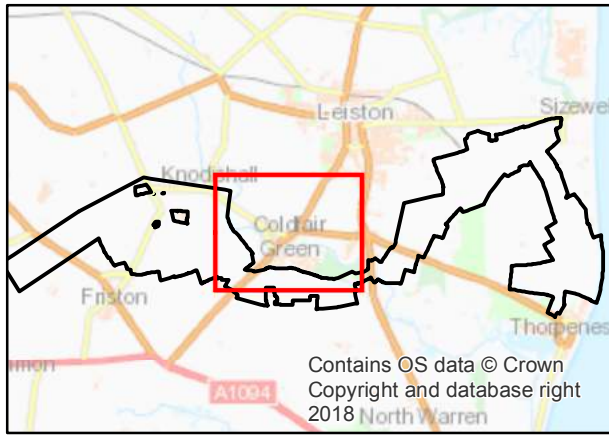 Leiston
Sizewel
Knodishall
Coldfair
Green
Friston
Thorpenes
A1094
Contains OS data © Crown
Copyright and database right
2018
North Warren